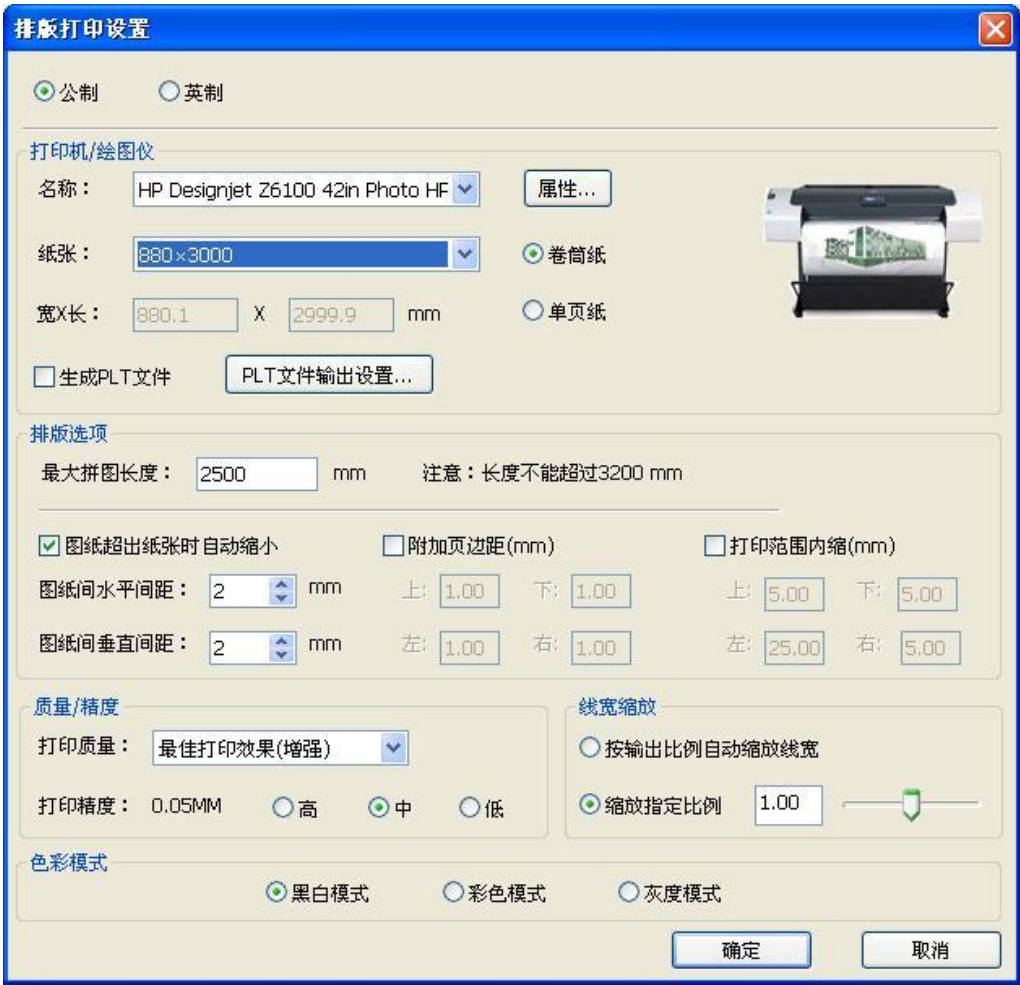 排版打印设置
公制 英制
打印机/绘图仪
名称： HP Designjet Z6100 42in Photo HF 属性...
纸张： 880×3000 卷筒纸
宽X长： 880.1 X 2999.9 mm 单页纸
生成PLT文件 PLT文件输出设置...
排版选项
最大拼图长度： 2500 mm 注意：长度不能超过3200 mm
图纸超出纸张时自动缩小 附加页边距(mm) 打印范围内缩(mm)
图纸间水平间距： 2 mm 上: 1.00 下: 1.00 上: 5.00 下: 5.00
图纸间垂直间距： 2 mm 左: 1.00 右: 1.00 左: 25.00 右: 5.00
质量/精度 线宽缩放
打印质量： 最佳打印效果(增强) 按输出比例自动缩放线宽
打印精度： 0.05MM 高 中 低 缩放指定比例 1.00
色彩模式
黑白模式 彩色模式 灰度模式
确定 取消